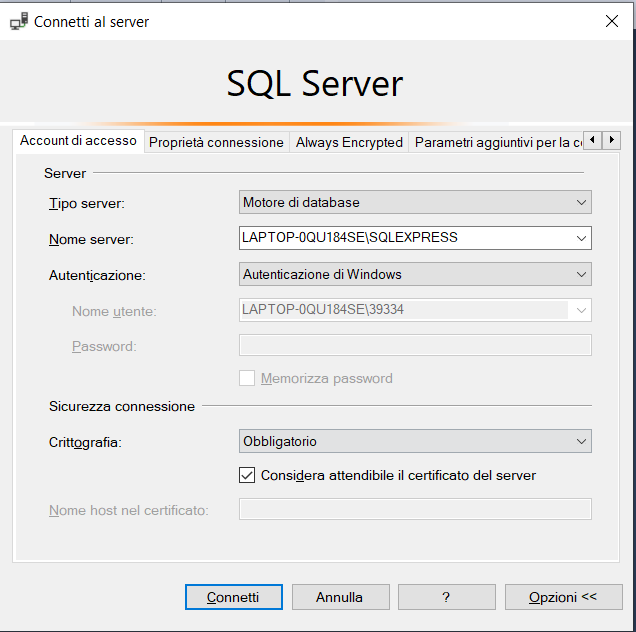 Connetti al server
SQL Server
Account di accesso
Proprietà connessione
Always Encrypted
Parametri aggiuntivi per la
Server
Tipo server:
Motore di database
Nome server:
LAPTOP-0QU184SE\SQLEXPRESS
Autenticazione:
Autenticazione di Windows
Nome utente:
LAPTOP-0QU184SE\39334
Password:
Memorizza password
Sicurezza connessione
Crittografia:
Obbligatorio
Considera attendibile il certificato del server
Nome host nel certificato:
Connetti
Annulla
?
Opzioni <<